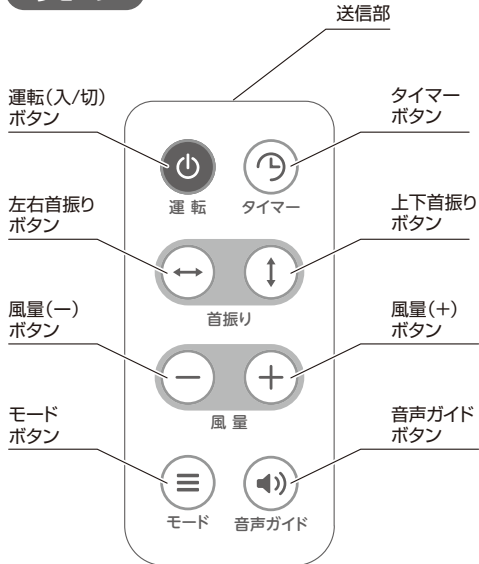 送信部
運転(入/切)
ボタン
タイマー
ボタン
運 転
タイマー
左右首振り
ボタン
上下首振り
ボタン
首振り
風量(ー)
ボタン
風量(+)
ボタン
風 量
モード
ボタン
音声ガイド
ボタン
モード
音声ガイド